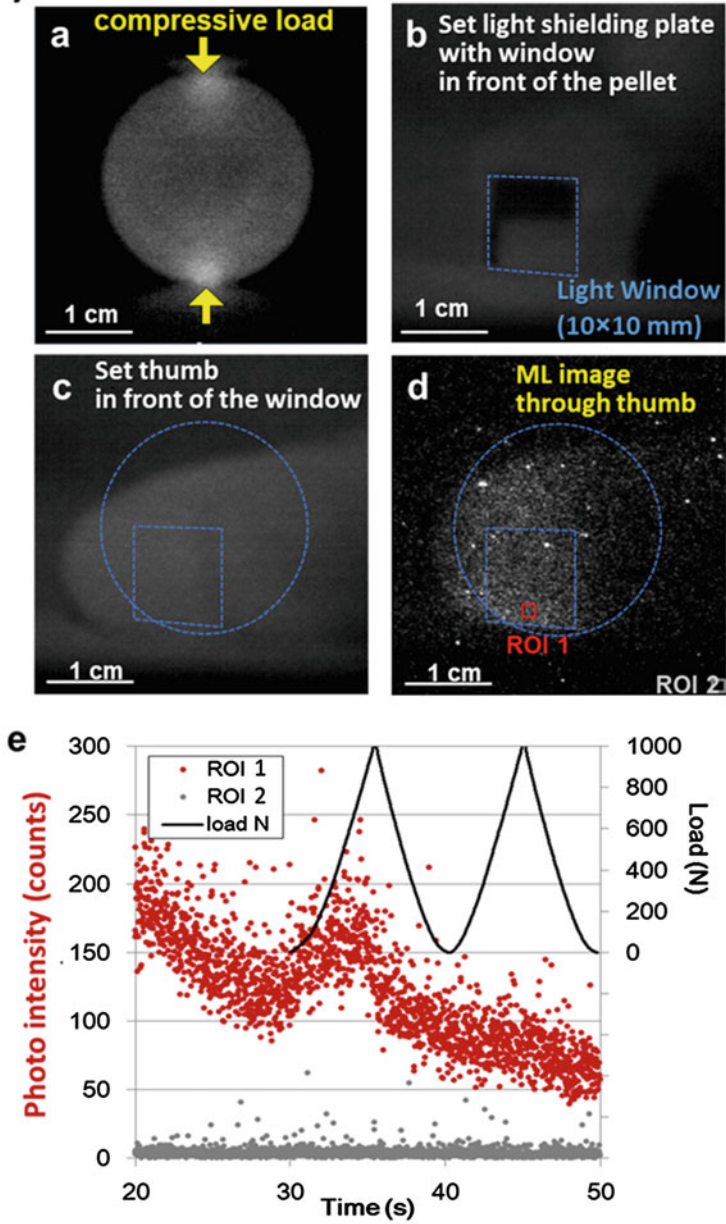 a
compressive load
1 cm
b
Set light shielding plate
with window
in front of the pellet
Light Window
(10×10 mm)
1 cm
c
Set thumb
in front of the window
1 cm
d
ML image
through thumb
ROI 1
1 cm
ROI 2
e
Photo intensity (counts)
300
250
200
150
100
50
0
ROI 1
ROI 2
load N
1000
800
600
400
200
0
Load (N)
20
30
40
50
Time (s)